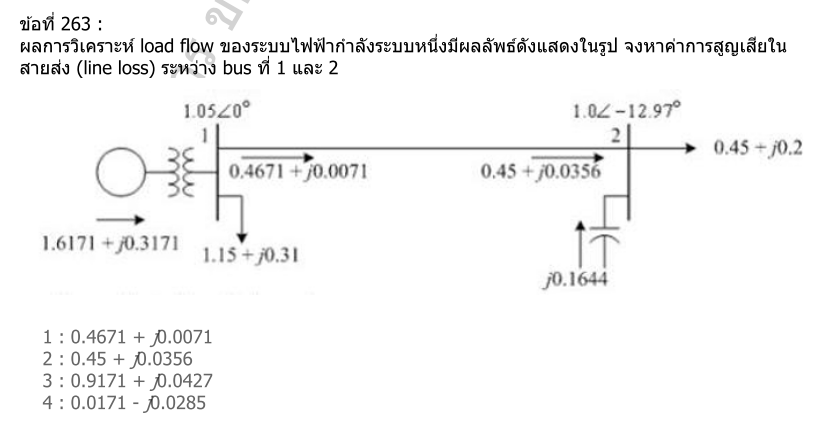 ข้อที่ 263 :
ผลการวิเคราะห์ load flow ของระบบไฟฟ้ากำลังระบบหนึ่งมีผลลัพธ์ดังแสดงในรูป จงหาค่าการสูญเสียใน
สายส่ง (line loss) ระหว่าง bus ที่ 1 และ 2
1.05∠0° 1.0∠-12.97°
1 2
0.45 + j0.2
0.4671 + j0.0071 0.45 + j0.0356
1.6171 + j0.3171
1.15 + j0.31
j0.1644
1 : 0.4671 + j0.0071
2 : 0.45 + j0.0356
3 : 0.9171 + j0.0427
4 : 0.0171 - j0.0285